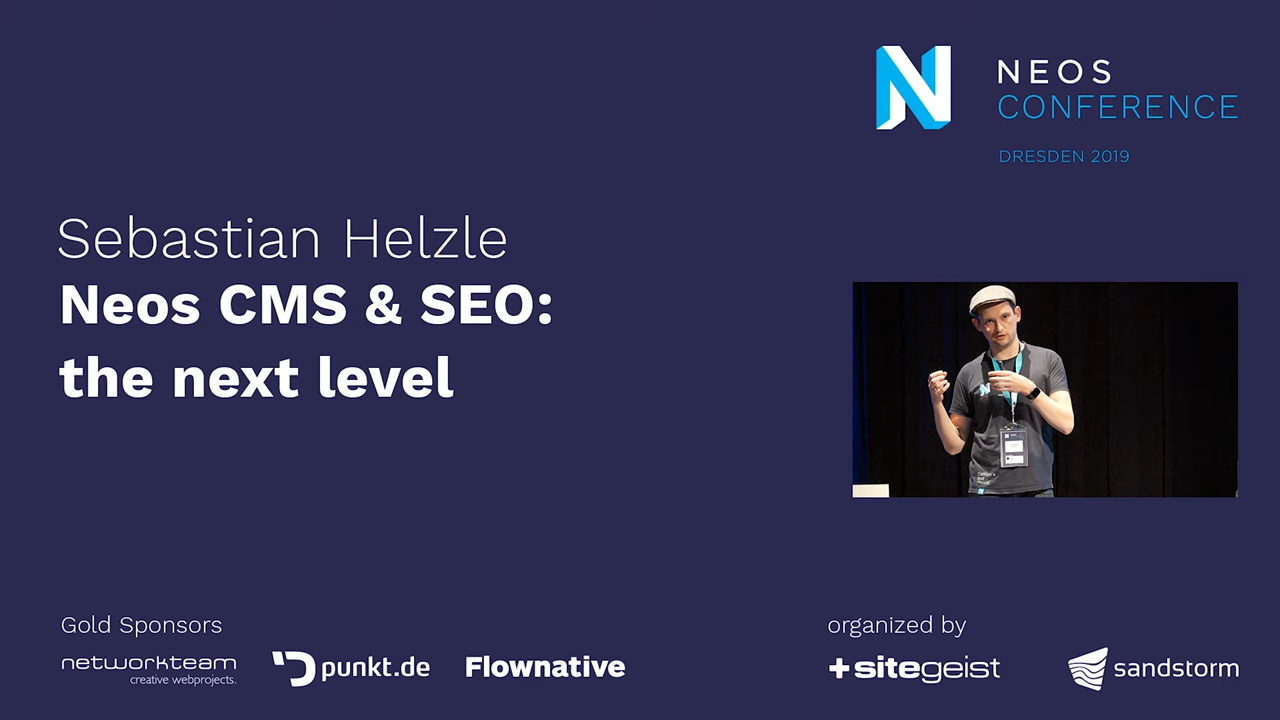 NEOS
CONFERENCE
DRESDEN 2019
Sebastian Helzle
Neos CMS & SEO:
the next level
Gold Sponsors
networkteam
creative webprojects.
punkt.de
Flownative
organized by
+sitegeist
sandstorm